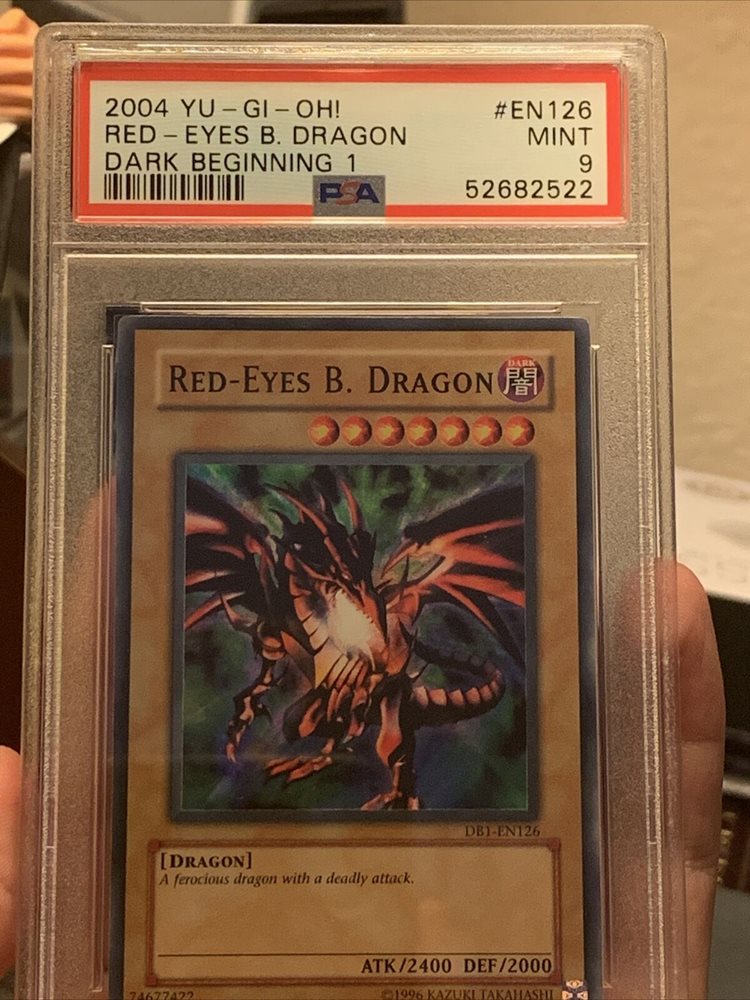 2004 YU-GI-OH! #EN126
RED-EYES B. DRAGON MINT
DARK BEGINNING 1 9
PSA 52682522
RED-EYES B. DRAGON
DARK
闇
DB1-EN126
[DRAGON]
A ferocious dragon with a deadly attack.
ATK/2400 DEF/2000
74677422 ©1996 KAZUKI TAKAHASHI